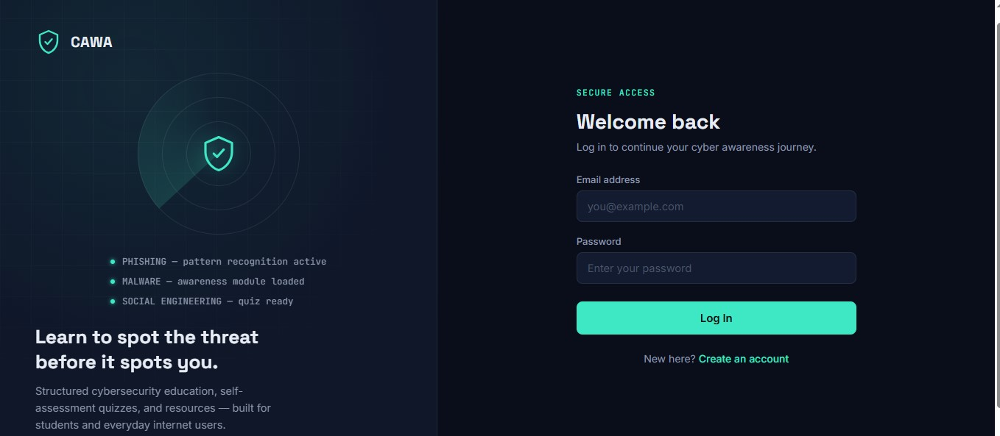 CAWA
PHISHING — pattern recognition active
MALWARE — awareness module loaded
SOCIAL ENGINEERING — quiz ready
Learn to spot the threat
before it spots you.
Structured cybersecurity education, self-
assessment quizzes, and resources — built for
students and everyday internet users.
SECURE ACCESS
Welcome back
Log in to continue your cyber awareness journey.
Email address
you@example.com
Password
Enter your password
Log In
New here? Create an account